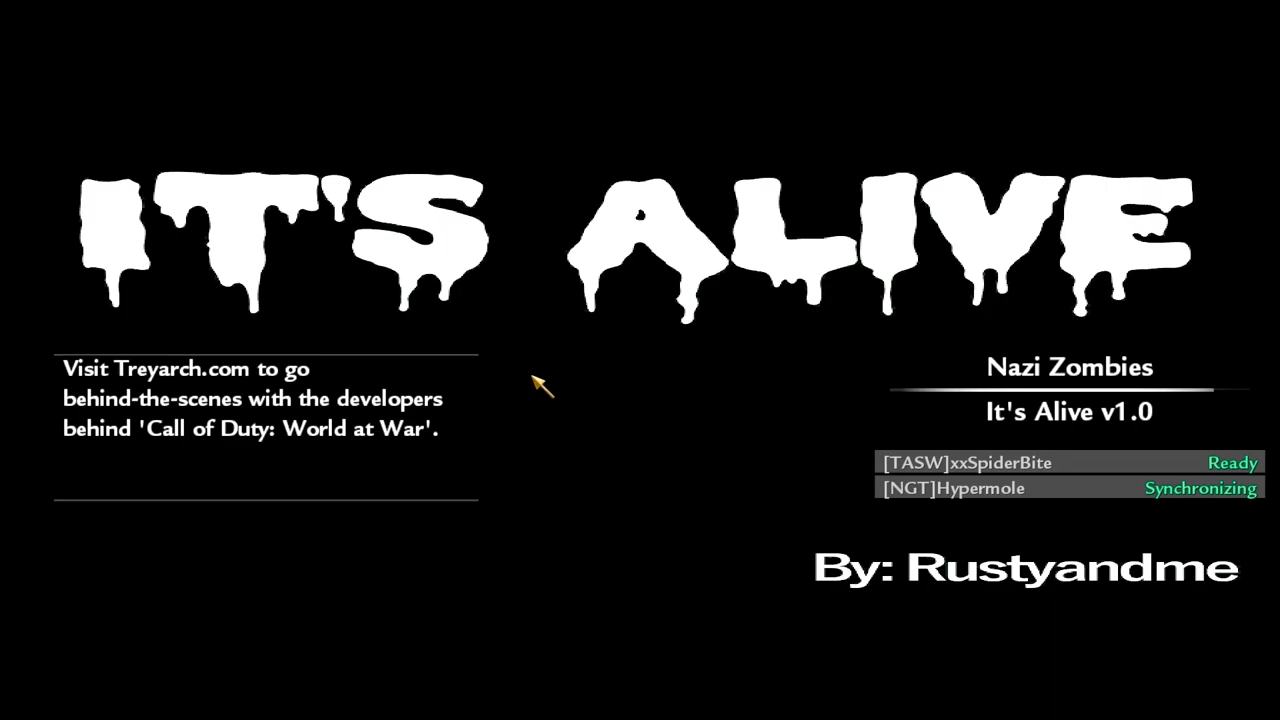 IT'S ALIVE
Visit Treyarch.com to go
behind-the-scenes with the developers
behind 'Call of Duty: World at War'.
Nazi Zombies
It's Alive v1.0
[TASW]xxSpiderBite Ready
[NGT]Hypermole Synchronizing
By: Rustyandme